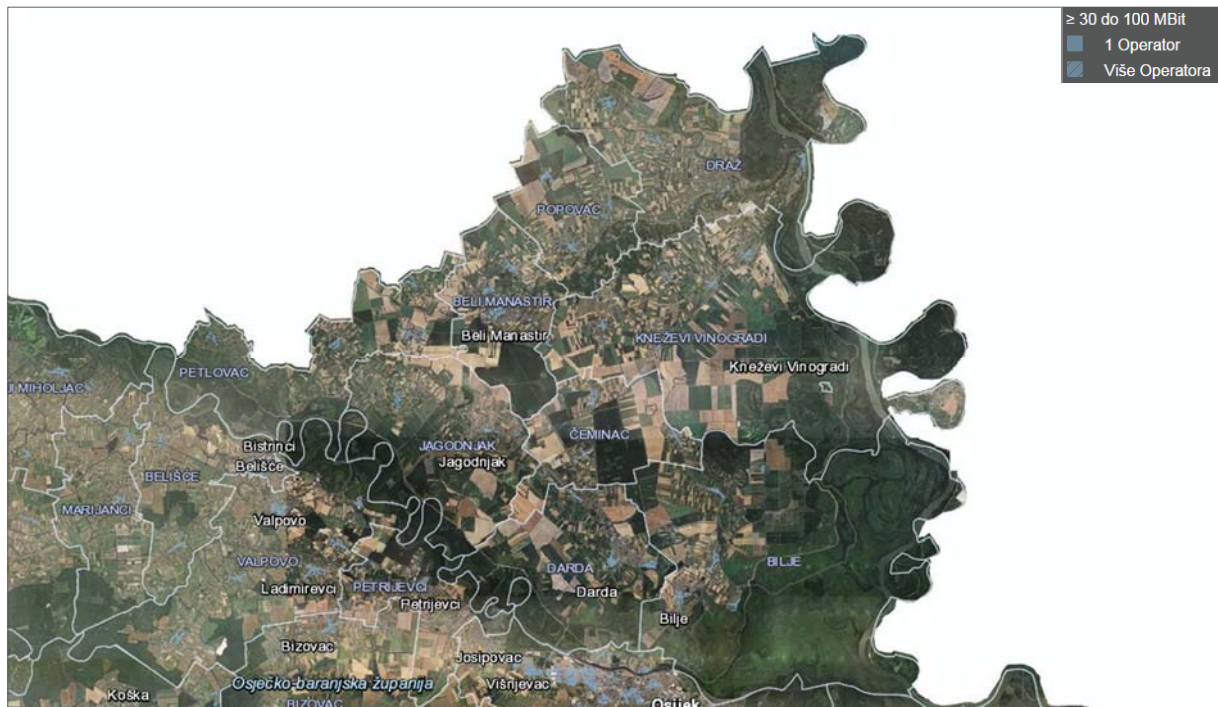 ≥ 30 do 100 MBit
1 Operator
Više Operatora
DRAŽ
POPOVAC
BELI MANASTIR
Beli Manastir
KNEŽEVI VINOGRADI
Kneževi Vinogradi
PETLOVAC
JI MIHOLJAC
ČEMINAC
JAGODNJAK
Jagodnjak
Bistrinci
Belišće
BELIŠĆE
MARIJANCI
Valpovo
VALPOVO
Ladimirevci
PETRIJEVCI
Petrijevci
DARDA
Darda
BILJE
Bilje
Bizovac
Josipovac
Višnjevac
Osječko-baranjska županija
Koška
BIZOVAC
Osijek